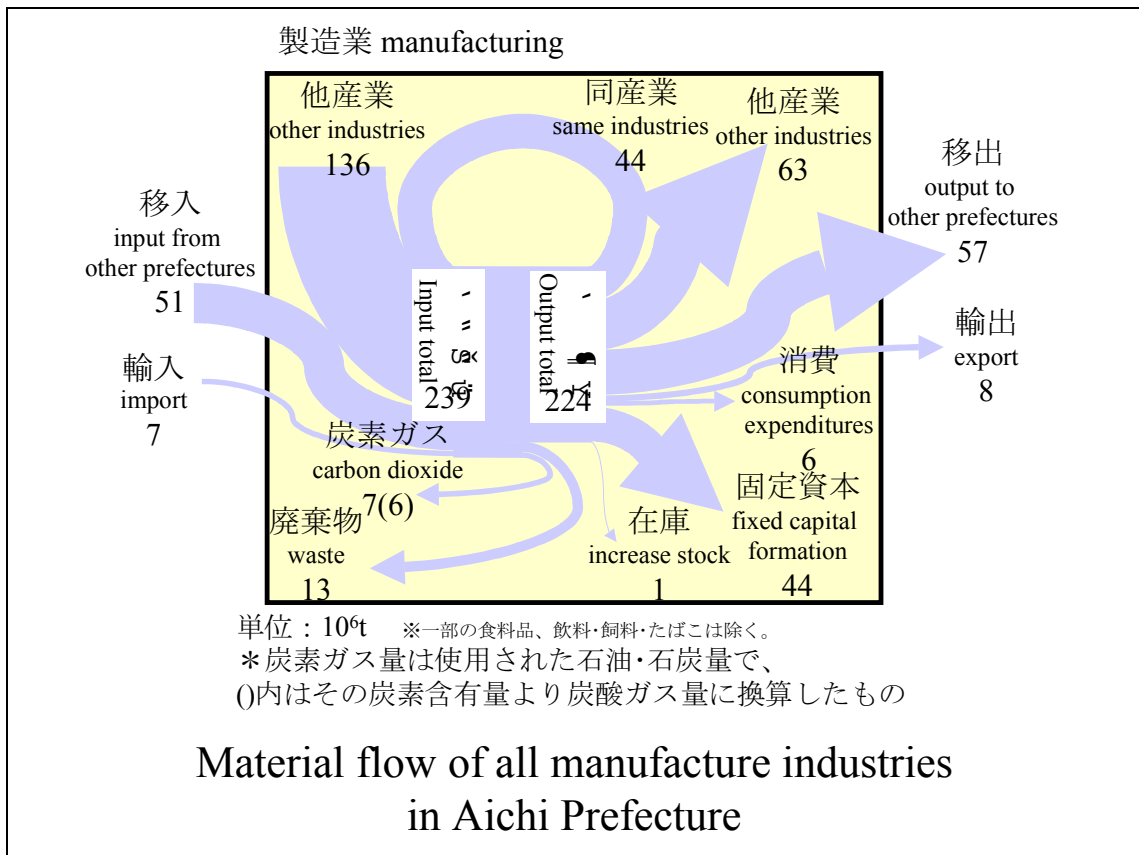 製造業 manufacturing
他産業
other industries
136
同産業
same industries
44
他産業
other industries
63
移出
output to
other prefectures
57
移入
input from
other prefectures
51
Input total
239
Output total
224
輸出
export
8
輸入
import
7
消費
consumption
expenditures
6
炭素ガス
carbon dioxide
7(6)
固定資本
fixed capital
formation
44
廃棄物
waste
13
在庫
increase stock
1
単位：10⁶t ※一部の食料品、飲料・飼料・たばこは除く。
＊炭素ガス量は使用された石油・石炭量で、
()内はその炭素含有量より炭酸ガス量に換算したもの
Material flow of all manufacture industries
in Aichi Prefecture